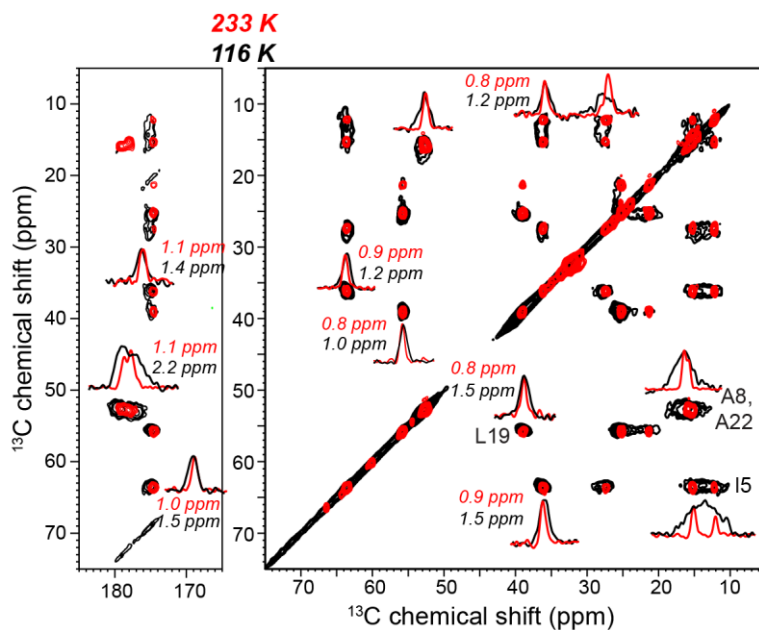 233 K
116 K
10
20
30
40
50
60
70
13C chemical shift (ppm)
0.8 ppm
1.2 ppm
1.1 ppm
1.4 ppm
0.9 ppm
1.2 ppm
0.8 ppm
1.0 ppm
1.1 ppm
2.2 ppm
0.8 ppm
1.5 ppm
L19
A8,
A22
I5
1.0 ppm
1.5 ppm
0.9 ppm
1.5 ppm
180 170
70 60 50 40 30 20 10
13C chemical shift (ppm)